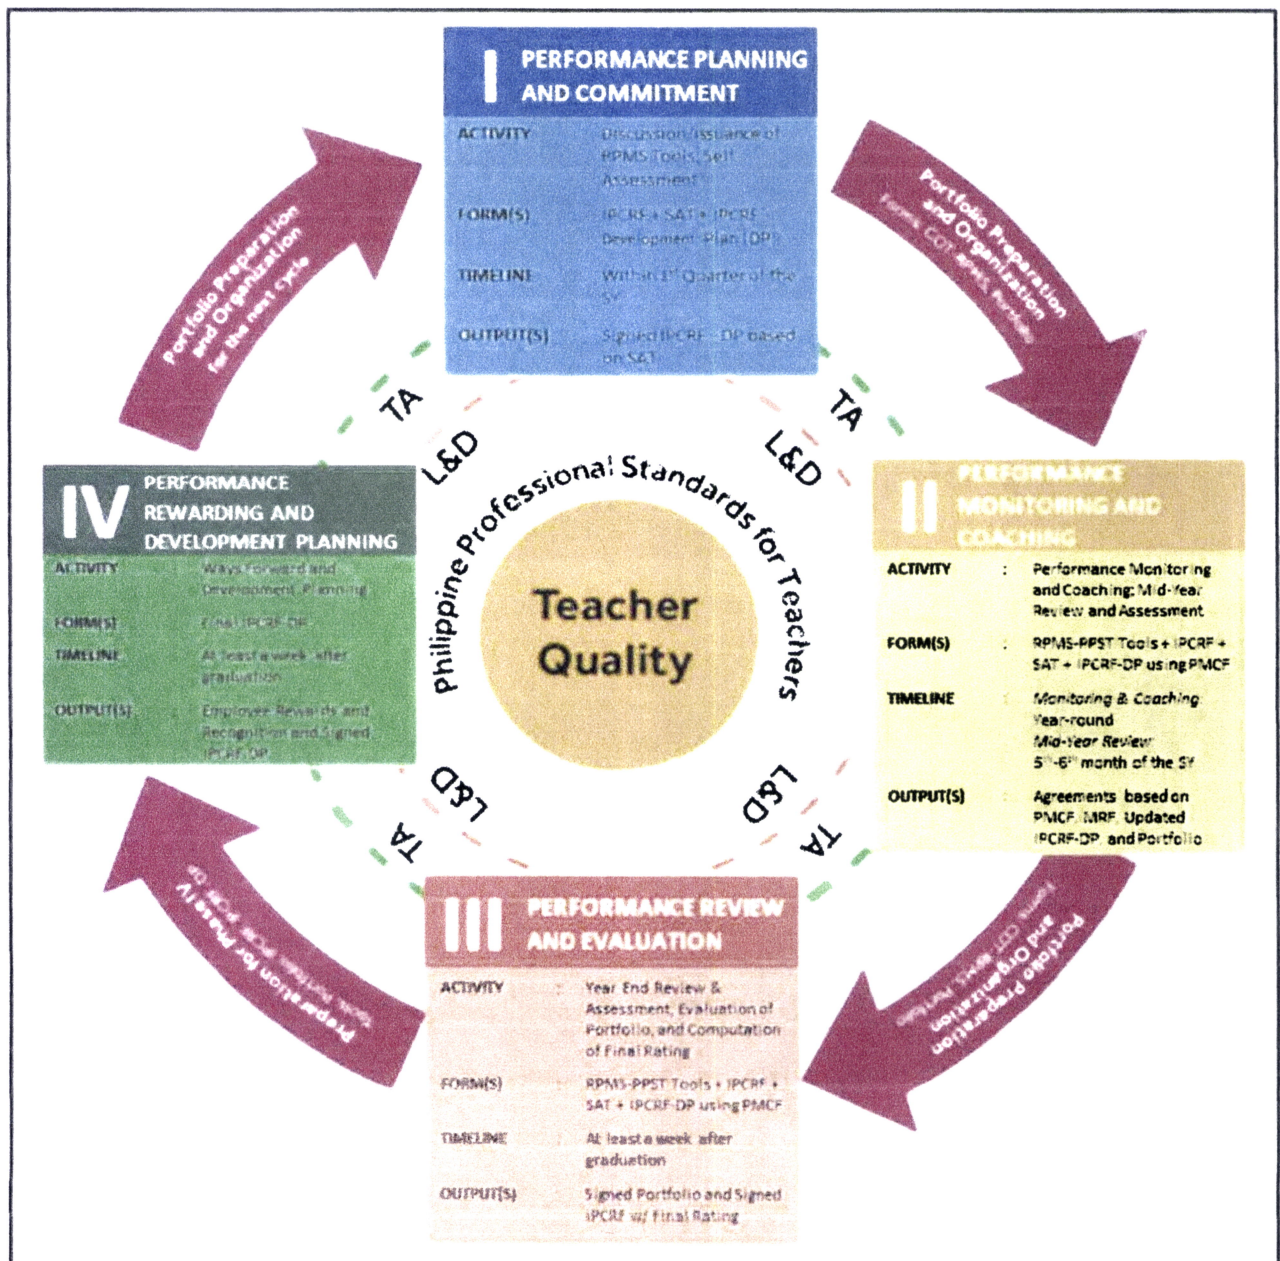 I PERFORMANCE PLANNING
AND COMMITMENT
ACTIVITY : Discussion/Issuance of
RPMS Tools; Self
Assessment
FORM(S) : IPCRF + SAT + IPCRF
Development Plan (DP)
TIMELINE : Within 1st Quarter of the
SY
OUTPUT(S) : Signed IPCRF - DP based
on SAT
Portfolio Preparation
and Organization
II PERFORMANCE
MONITORING AND
COACHING
ACTIVITY : Performance Monitoring
and Coaching; Mid-Year
Review and Assessment
FORM(S) : RPMS-PPST Tools + IPCRF +
SAT + IPCRF-DP using PMCF
TIMELINE : Monitoring & Coaching
Year-round
Mid-Year Review
5th-6th month of the SY
OUTPUT(S) : Agreements based on
PMCF, MRF, Updated
IPCRF-DP, and Portfolio
Portfolio Preparation
and Organization
III PERFORMANCE REVIEW
AND EVALUATION
ACTIVITY : Year End Review &
Assessment, Evaluation of
Portfolio, and Computation
of Final Rating
FORM(S) : RPMS-PPST Tools + IPCRF +
SAT + IPCRF-DP using PMCF
TIMELINE : At least a week after
graduation
OUTPUT(S) : Signed Portfolio and Signed
IPCRF w/ Final Rating
Preparation for Phase IV
IV PERFORMANCE
REWARDING AND
DEVELOPMENT PLANNING
ACTIVITY : Ways Forward and
Development Planning
FORM(S) : IPCRF-DP
TIMELINE : At least a week after
graduation
OUTPUT(S) : Employee Rewards and
Recognition and Signed
IPCRF-DP
Portfolio Preparation
and Organization
for the next Cycle
TA
L&D
TA
L&D
TA
L&D
TA
L&D
Philippine Professional Standards for Teachers
Teacher
Quality